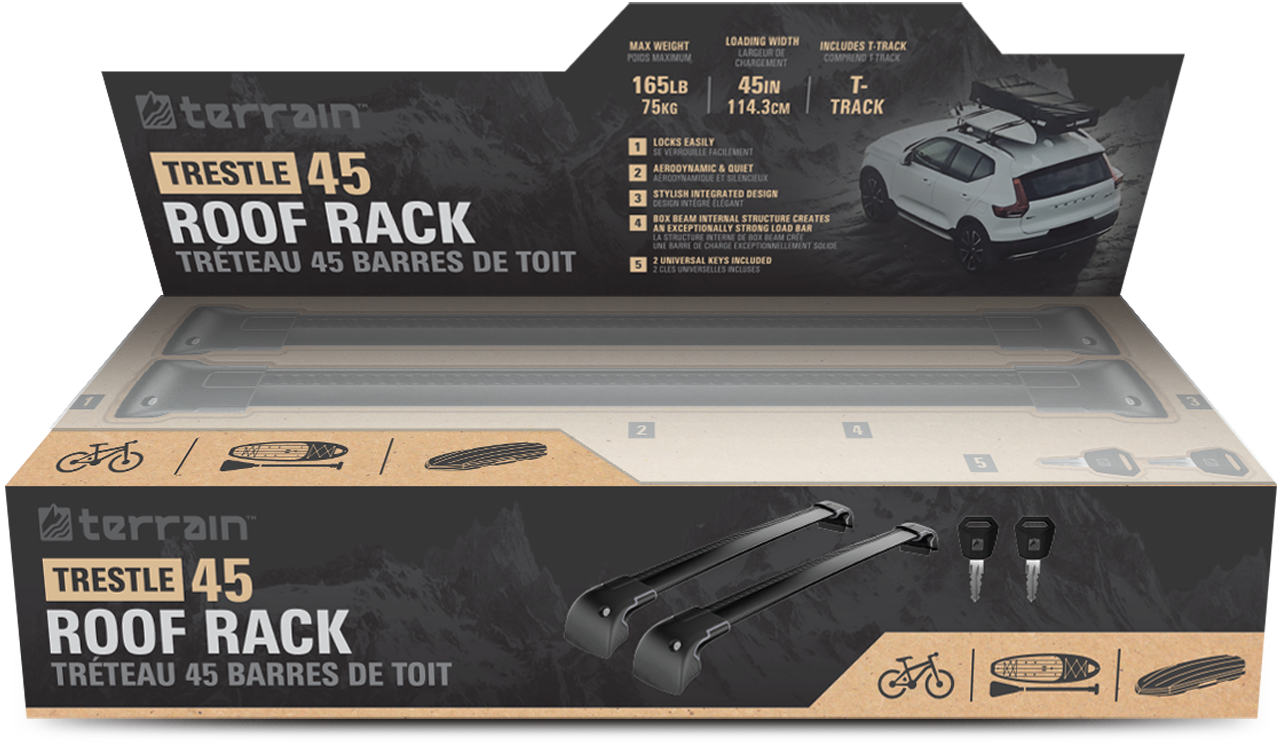 terrain™
TRESTLE 45
ROOF RACK
TRÉTEAU 45 BARRES DE TOIT
MAX WEIGHT
POIDS MAXIMUM
165LB
75KG
LOADING WIDTH
LARGEUR DE
CHARGEMENT
45IN
114.3CM
INCLUDES T-TRACK
COMPREND T-TRACK
T-
TRACK
1 LOCKS EASILY
SE VERROUILLE FACILEMENT
2 AERODYNAMIC & QUIET
AÉRODYNAMIQUE ET SILENCIEUX
3 STYLISH INTEGRATED DESIGN
DESIGN INTÉGRÉ ÉLÉGANT
4 BOX BEAM INTERNAL STRUCTURE CREATES
AN EXCEPTIONALLY STRONG LOAD BAR
LA STRUCTURE INTERNE DE BOX BEAM CRÉE
UNE BARRE DE CHARGE EXCEPTIONNELLEMENT SOLIDE
5 2 UNIVERSAL KEYS INCLUDED
2 CLÉS UNIVERSELLES INCLUSES
1
3
2
4
5
terrain™
TRESTLE 45
ROOF RACK
TRÉTEAU 45 BARRES DE TOIT